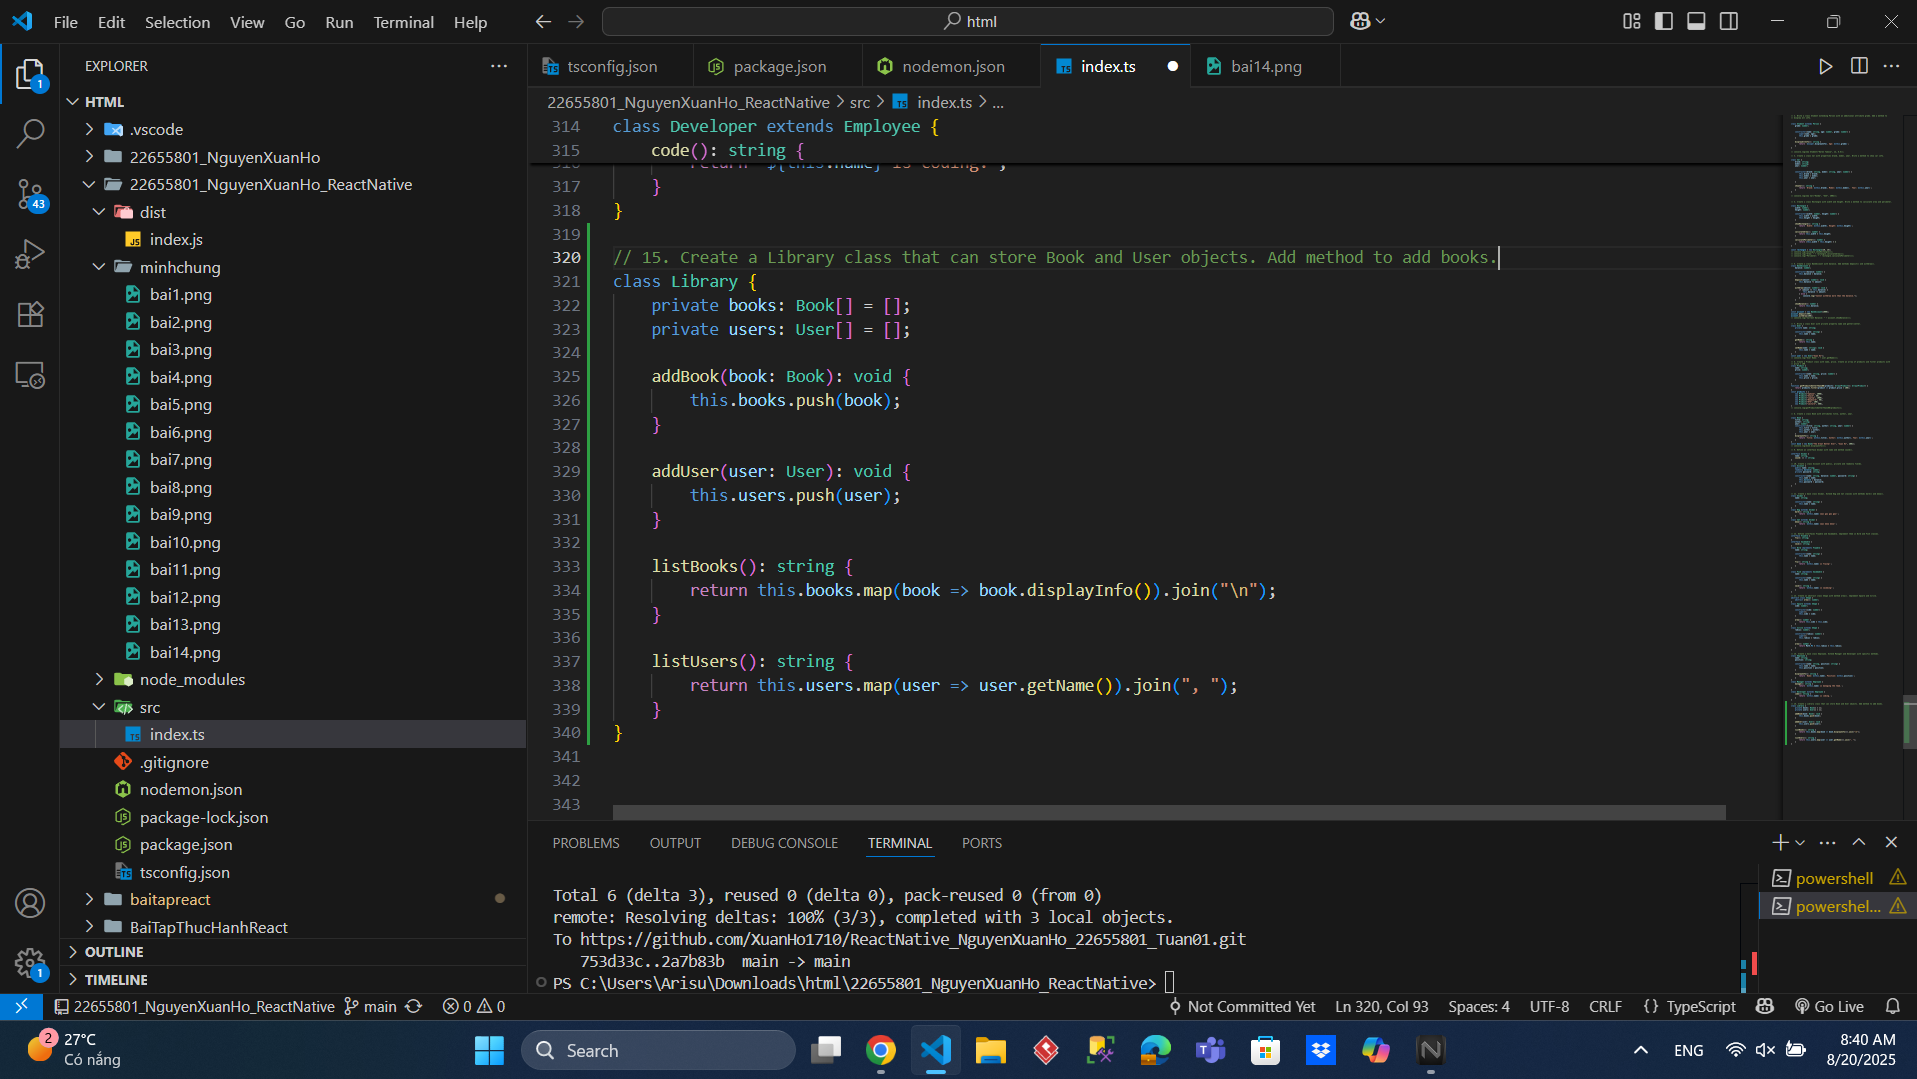 File Edit Selection View Go Run Terminal Help
html
EXPLORER
HTML
.vscode
22655801_NguyenXuanHo
22655801_NguyenXuanHo_ReactNative
dist
index.js
minhchung
bai1.png
bai2.png
bai3.png
bai4.png
bai5.png
bai6.png
bai7.png
bai8.png
bai9.png
bai10.png
bai11.png
bai12.png
bai13.png
bai14.png
node_modules
src
index.ts
.gitignore
nodemon.json
package-lock.json
package.json
tsconfig.json
baitapreact
BaiTapThucHanhReact
OUTLINE
TIMELINE
1
43
1
tsconfig.json package.json nodemon.json index.ts bai14.png
22655801_NguyenXuanHo_ReactNative > src > index.ts > ...
314 class Developer extends Employee {
315 code(): string {
317 }
318 }
319
320 // 15. Create a Library class that can store Book and User objects. Add method to add books.
321 class Library {
322 private books: Book[] = [];
323 private users: User[] = [];
324
325 addBook(book: Book): void {
326 this.books.push(book);
327 }
328
329 addUser(user: User): void {
330 this.users.push(user);
331 }
332
333 listBooks(): string {
334 return this.books.map(book => book.displayInfo()).join("\n");
335 }
336
337 listUsers(): string {
338 return this.users.map(user => user.getName()).join(", ");
339 }
340 }
341
342
343
PROBLEMS OUTPUT DEBUG CONSOLE TERMINAL PORTS
Total 6 (delta 3), reused 0 (delta 0), pack-reused 0 (from 0)
remote: Resolving deltas: 100% (3/3), completed with 3 local objects.
To https://github.com/XuanHo1710/ReactNative_NguyenXuanHo_22655801_Tuan01.git
753d33c..2a7b83b main -> main
PS C:\Users\Arisu\Downloads\html\22655801_NguyenXuanHo_ReactNative>
powershell
powershel...
22655801_NguyenXuanHo_ReactNative main 0 0 Not Committed Yet Ln 320, Col 93 Spaces: 4 UTF-8 CRLF {} TypeScript Go Live
2
27°C
Có nắng
Search
ENG
8:40 AM
8/20/2025